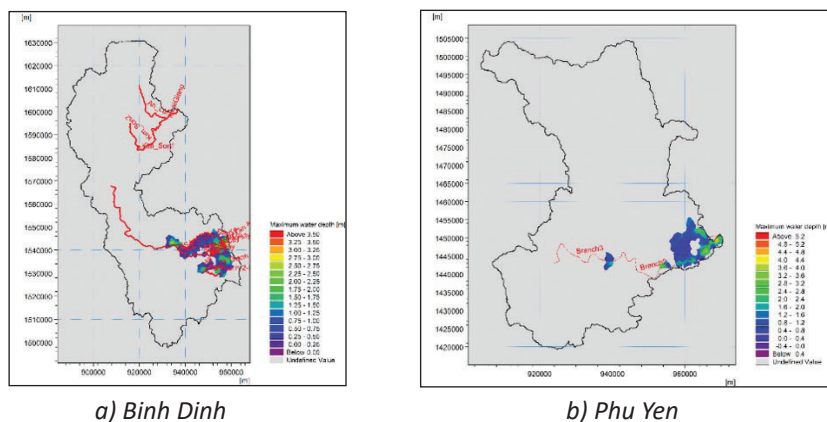 [m]
1630000
1620000
1610000
1600000
1590000
1580000
1570000
1550000
1540000
1530000
1520000
1510000
1500000
900000 920000 940000 960000
[m]
Maximum water depth [m]
Above 3.50
3.25 - 3.50
3.00 - 3.25
2.75 - 3.00
2.50 - 2.75
2.25 - 2.50
2.00 - 2.25
1.75 - 2.00
1.50 - 1.75
1.25 - 1.50
1.00 - 1.25
0.75 - 1.00
0.50 - 0.75
0.25 - 0.50
0.00 - 0.25
Below 0.00
Undefined Value
a) Binh Dinh
[m]
1505000
1500000
1495000
1490000
1485000
1480000
1475000
1470000
1465000
1460000
1455000
1450000
1445000
1440000
1435000
1430000
1425000
1420000
Branch3
920000 940000 960000
[m]
Maximum water depth [m
Above 5.2
4.8 - 5.2
4.4 - 4.8
4.0 - 4.4
3.6 - 4.0
3.2 - 3.6
2.8 - 3.2
2.4 - 2.8
2.0 - 2.4
1.6 - 2.0
1.2 - 1.6
0.8 - 1.2
0.4 - 0.8
0.0 - 0.4
-0.4 - 0.0
Below 0.4
Undefined Value
b) Phu Yen